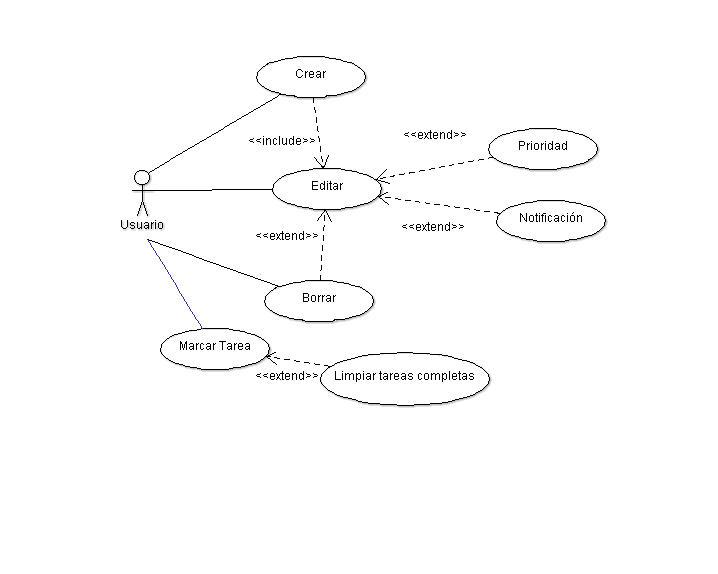 Crear
<<include>>
<<extend>>
Prioridad
Editar
Usuario
<<extend>>
<<extend>>
Notificación
Borrar
Marcar Tarea
<<extend>>
Limpiar tareas completas